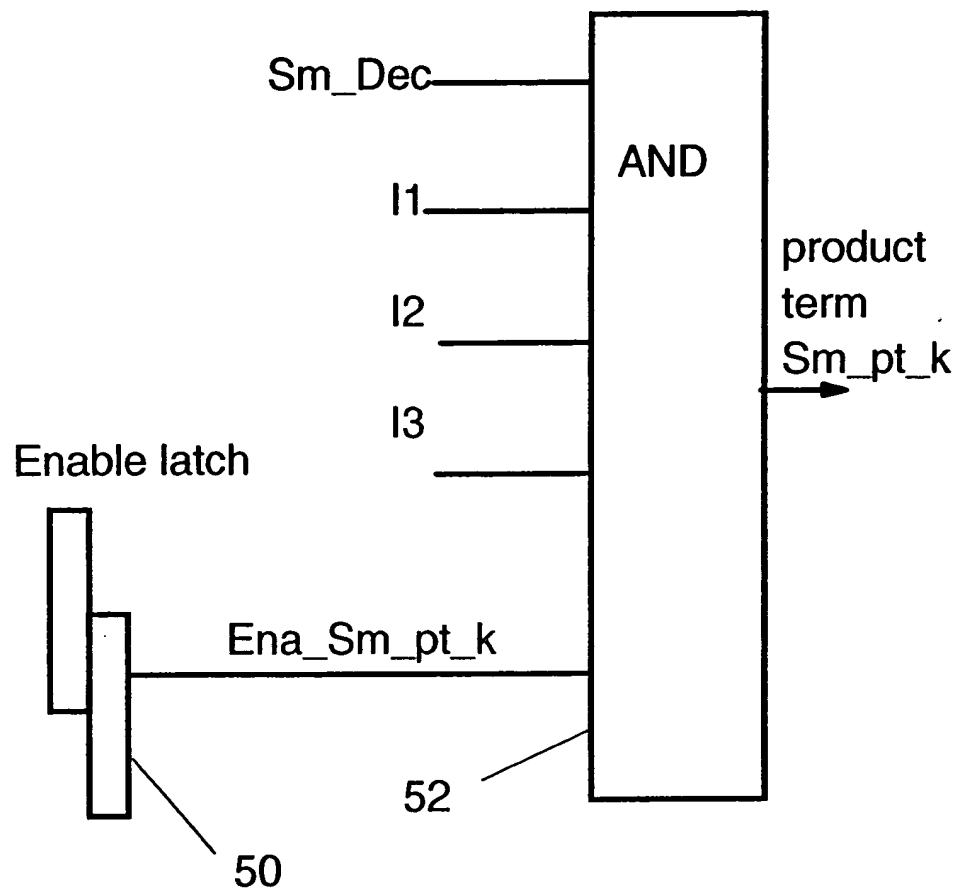 Sm_Dec
AND
I1
product
term
Sm_pt_k
I2
I3
Enable latch
Ena_Sm_pt_k
52
50